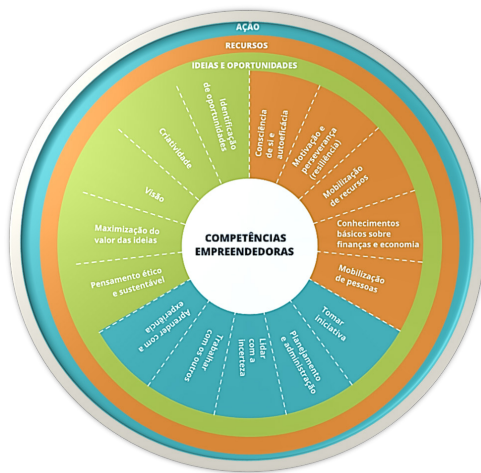 AÇÃO
RECURSOS
IDEIAS E OPORTUNIDADES
Identificação
de oportunidades
Criatividade
Visão
Maximização do
valor das ideias
Pensamento ético
e sustentável
Consciência
de si e
autoeficácia
Motivação e
perseverança
(resiliência)
Mobilização
de recursos
Conhecimentos
básicos sobre
finanças e economia
Mobilização
de pessoas
Tomar
iniciativa
Planejamento
e administração
Lidar
com a
incerteza
Trabalhar
com os outros
Aprender com a
experiência
COMPETÊNCIAS
EMPREENDEDORAS